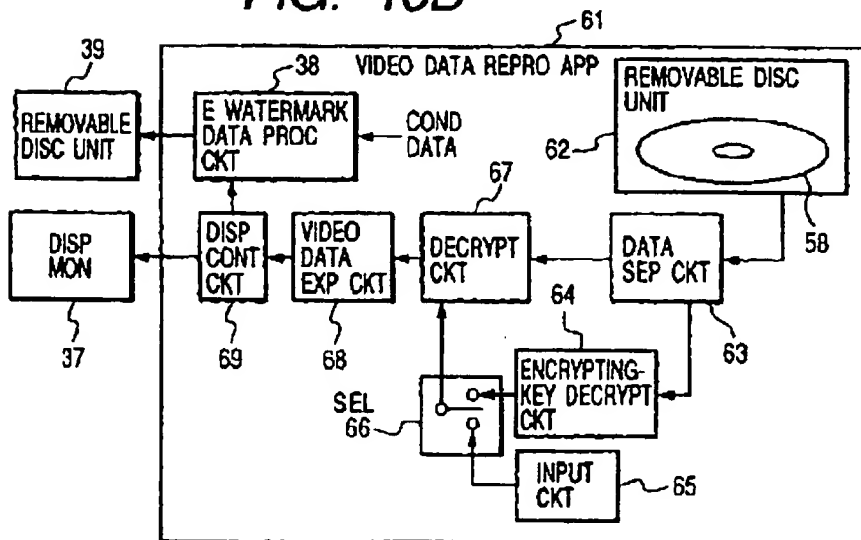 61
39
38
VIDEO DATA REPRO APP
REMOVABLE DISC
UNIT
E WATERMARK
DATA PROC
CKT
REMOVABLE
DISC UNIT
COND
DATA
62
67
58
DISP
MON
DISP
CONT
CKT
VIDEO
DATA
EXP CKT
DECRYPT
CKT
DATA
SEP CKT
64
63
37
69
68
ENCRYPTING-
KEY DECRYPT
CKT
SEL
66
INPUT
CKT
65